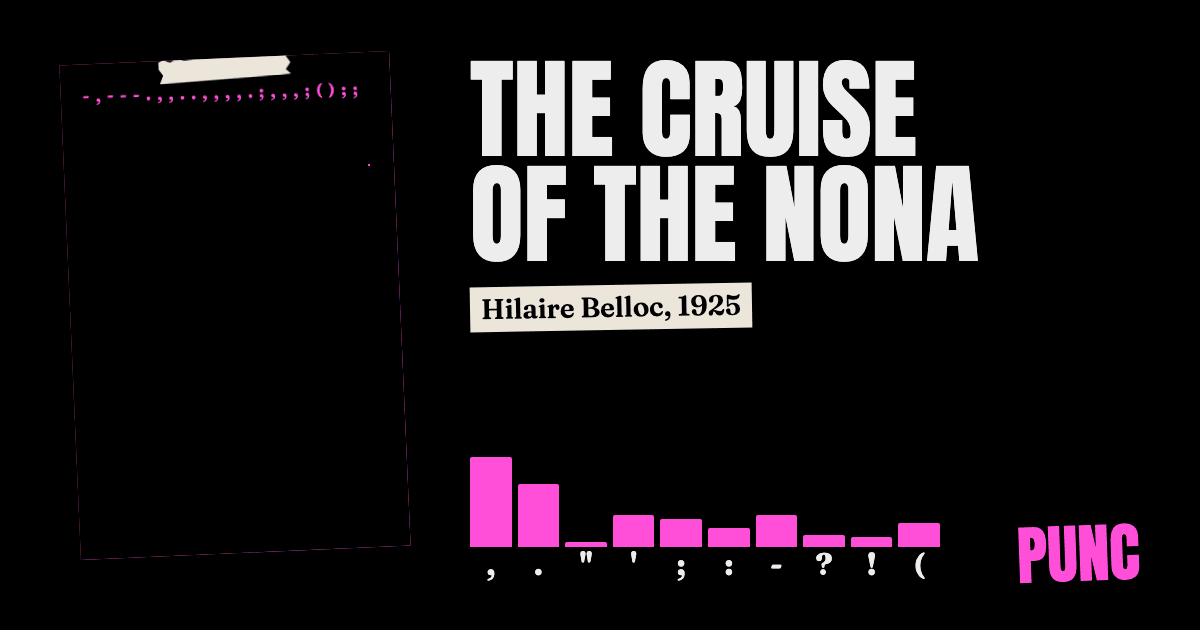 -,---.,,..,,,,.;,,,;();;
THE CRUISE
OF THE NONA
Hilaire Belloc, 1925
, . " ' ; : - ? ! (
PUNC